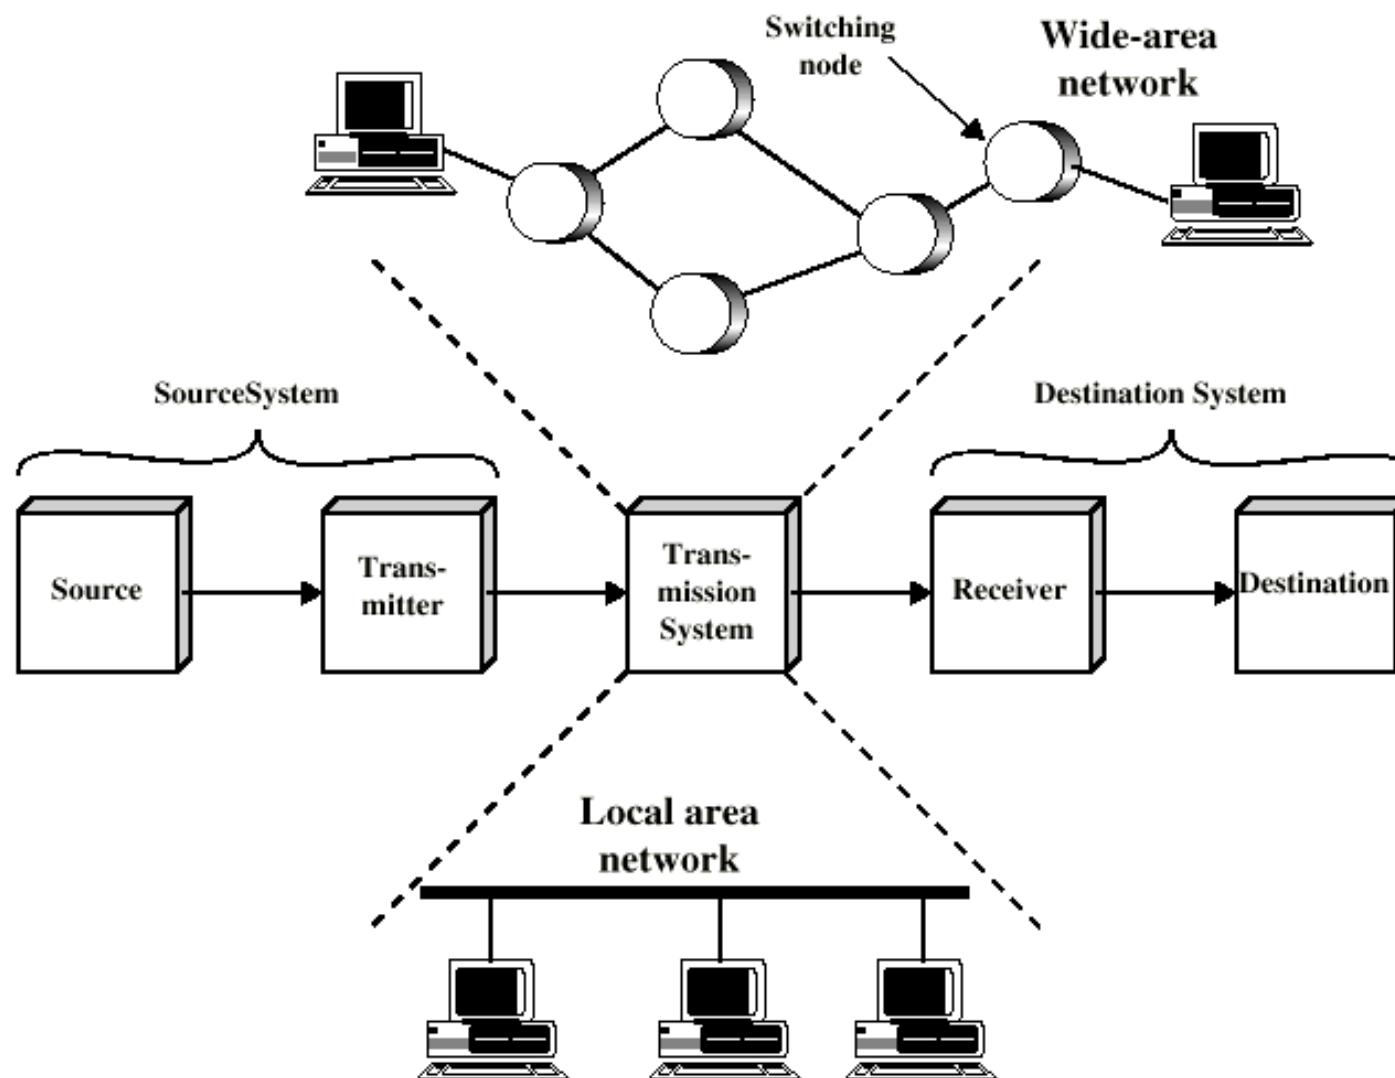 Switching
node
Wide-area
network
SourceSystem
Destination System
Source
Trans-
mitter
Trans-
mission
System
Receiver
Destination
Local area
network